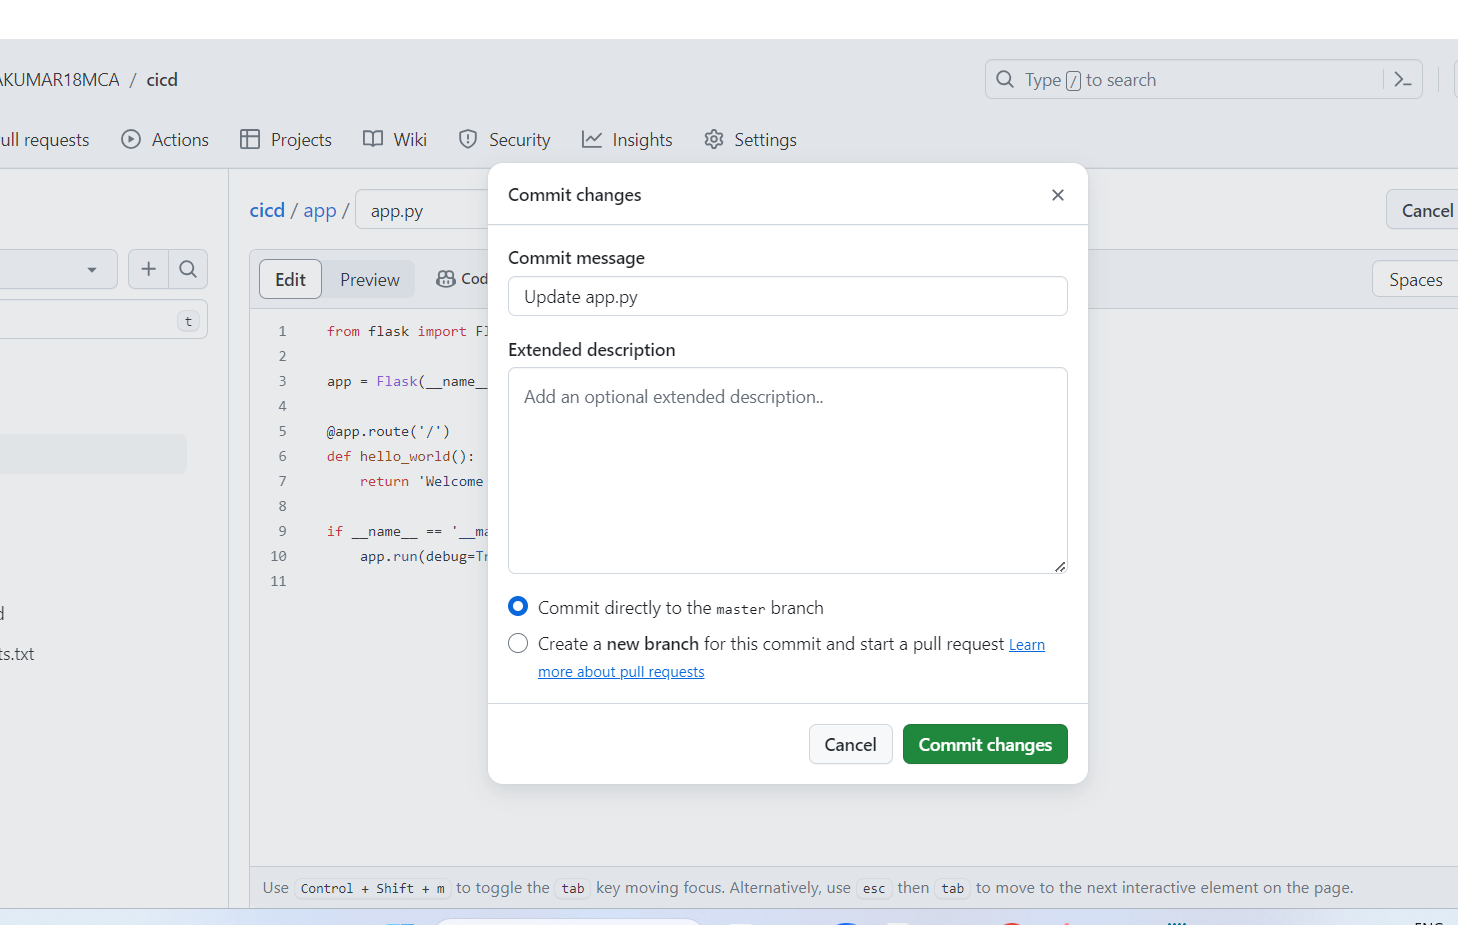 AKUMAR18MCA / cicd
Type / to search
ull requests Actions Projects Wiki Security Insights Settings
Commit changes
cicd / app / app.py
Cancel
Commit message
Edit Preview Cod
Spaces
Update app.py
t
1 from flask import Fl
2
Extended description
3 app = Flask(__name__
Add an optional extended description..
4
5 @app.route('/')
6 def hello_world():
7 return 'Welcome
8
9 if __name__ == '__ma
10 app.run(debug=Tr
11
Commit directly to the master branch
d
Create a new branch for this commit and start a pull request Learn
more about pull requests
ts.txt
Cancel Commit changes
Use Control + Shift + m to toggle the tab key moving focus. Alternatively, use esc then tab to move to the next interactive element on the page.